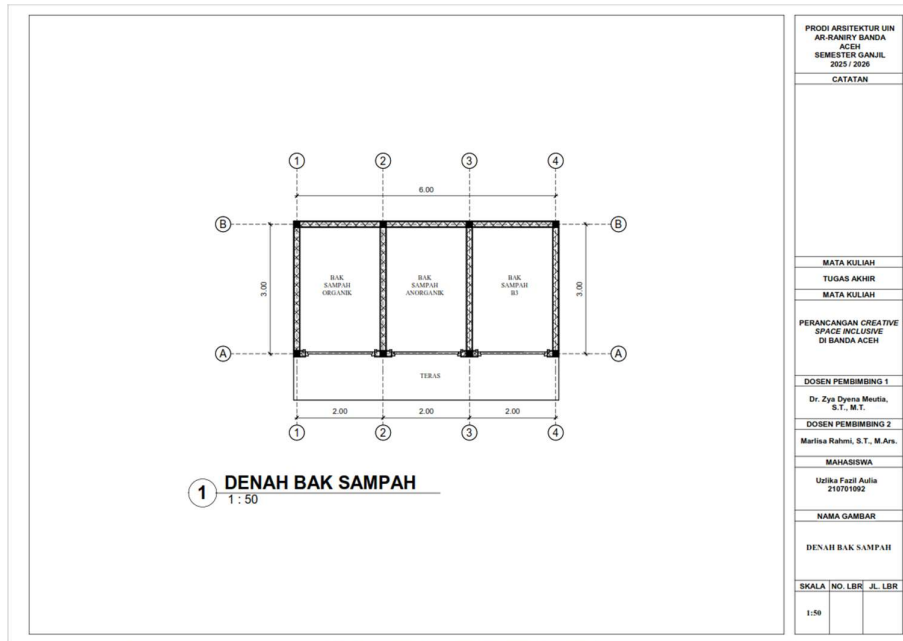 1
2
3
4
6.00
B
B
3.00
3.00
BAK
SAMPAH
ORGANIK
BAK
SAMPAH
ANORGANIK
BAK
SAMPAH
B3
A
A
TERAS
2.00
2.00
2.00
1
2
3
4
1
DENAH BAK SAMPAH
1 : 50
PRODI ARSITEKTUR UIN
AR-RANIRY BANDA
ACEH
SEMESTER GANJIL
2025 / 2026
CATATAN
MATA KULIAH
TUGAS AKHIR
MATA KULIAH
PERANCANGAN CREATIVE
SPACE INCLUSIVE
DI BANDA ACEH
DOSEN PEMBIMBING 1
Dr. Zya Dyena Meutia,
S.T., M.T.
DOSEN PEMBIMBING 2
Marlisa Rahmi, S.T., M.Ars.
MAHASISWA
Uzlika Fazil Aulia
210701092
NAMA GAMBAR
DENAH BAK SAMPAH
SKALA NO. LBR JL. LBR
1:50